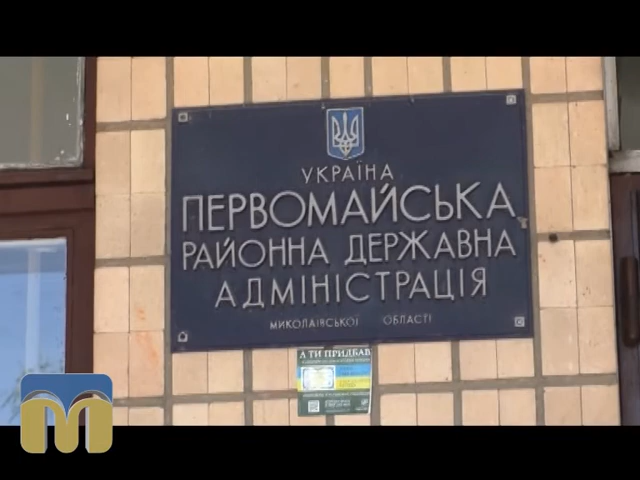 УКРАЇНА
ПЕРВОМАЙСЬКА
РАЙОННА ДЕРЖАВНА
АДМІНІСТРАЦІЯ
МИКОЛАЇВСЬКОЇ ОБЛАСТІ
А ТИ ПРИДБАВ
M